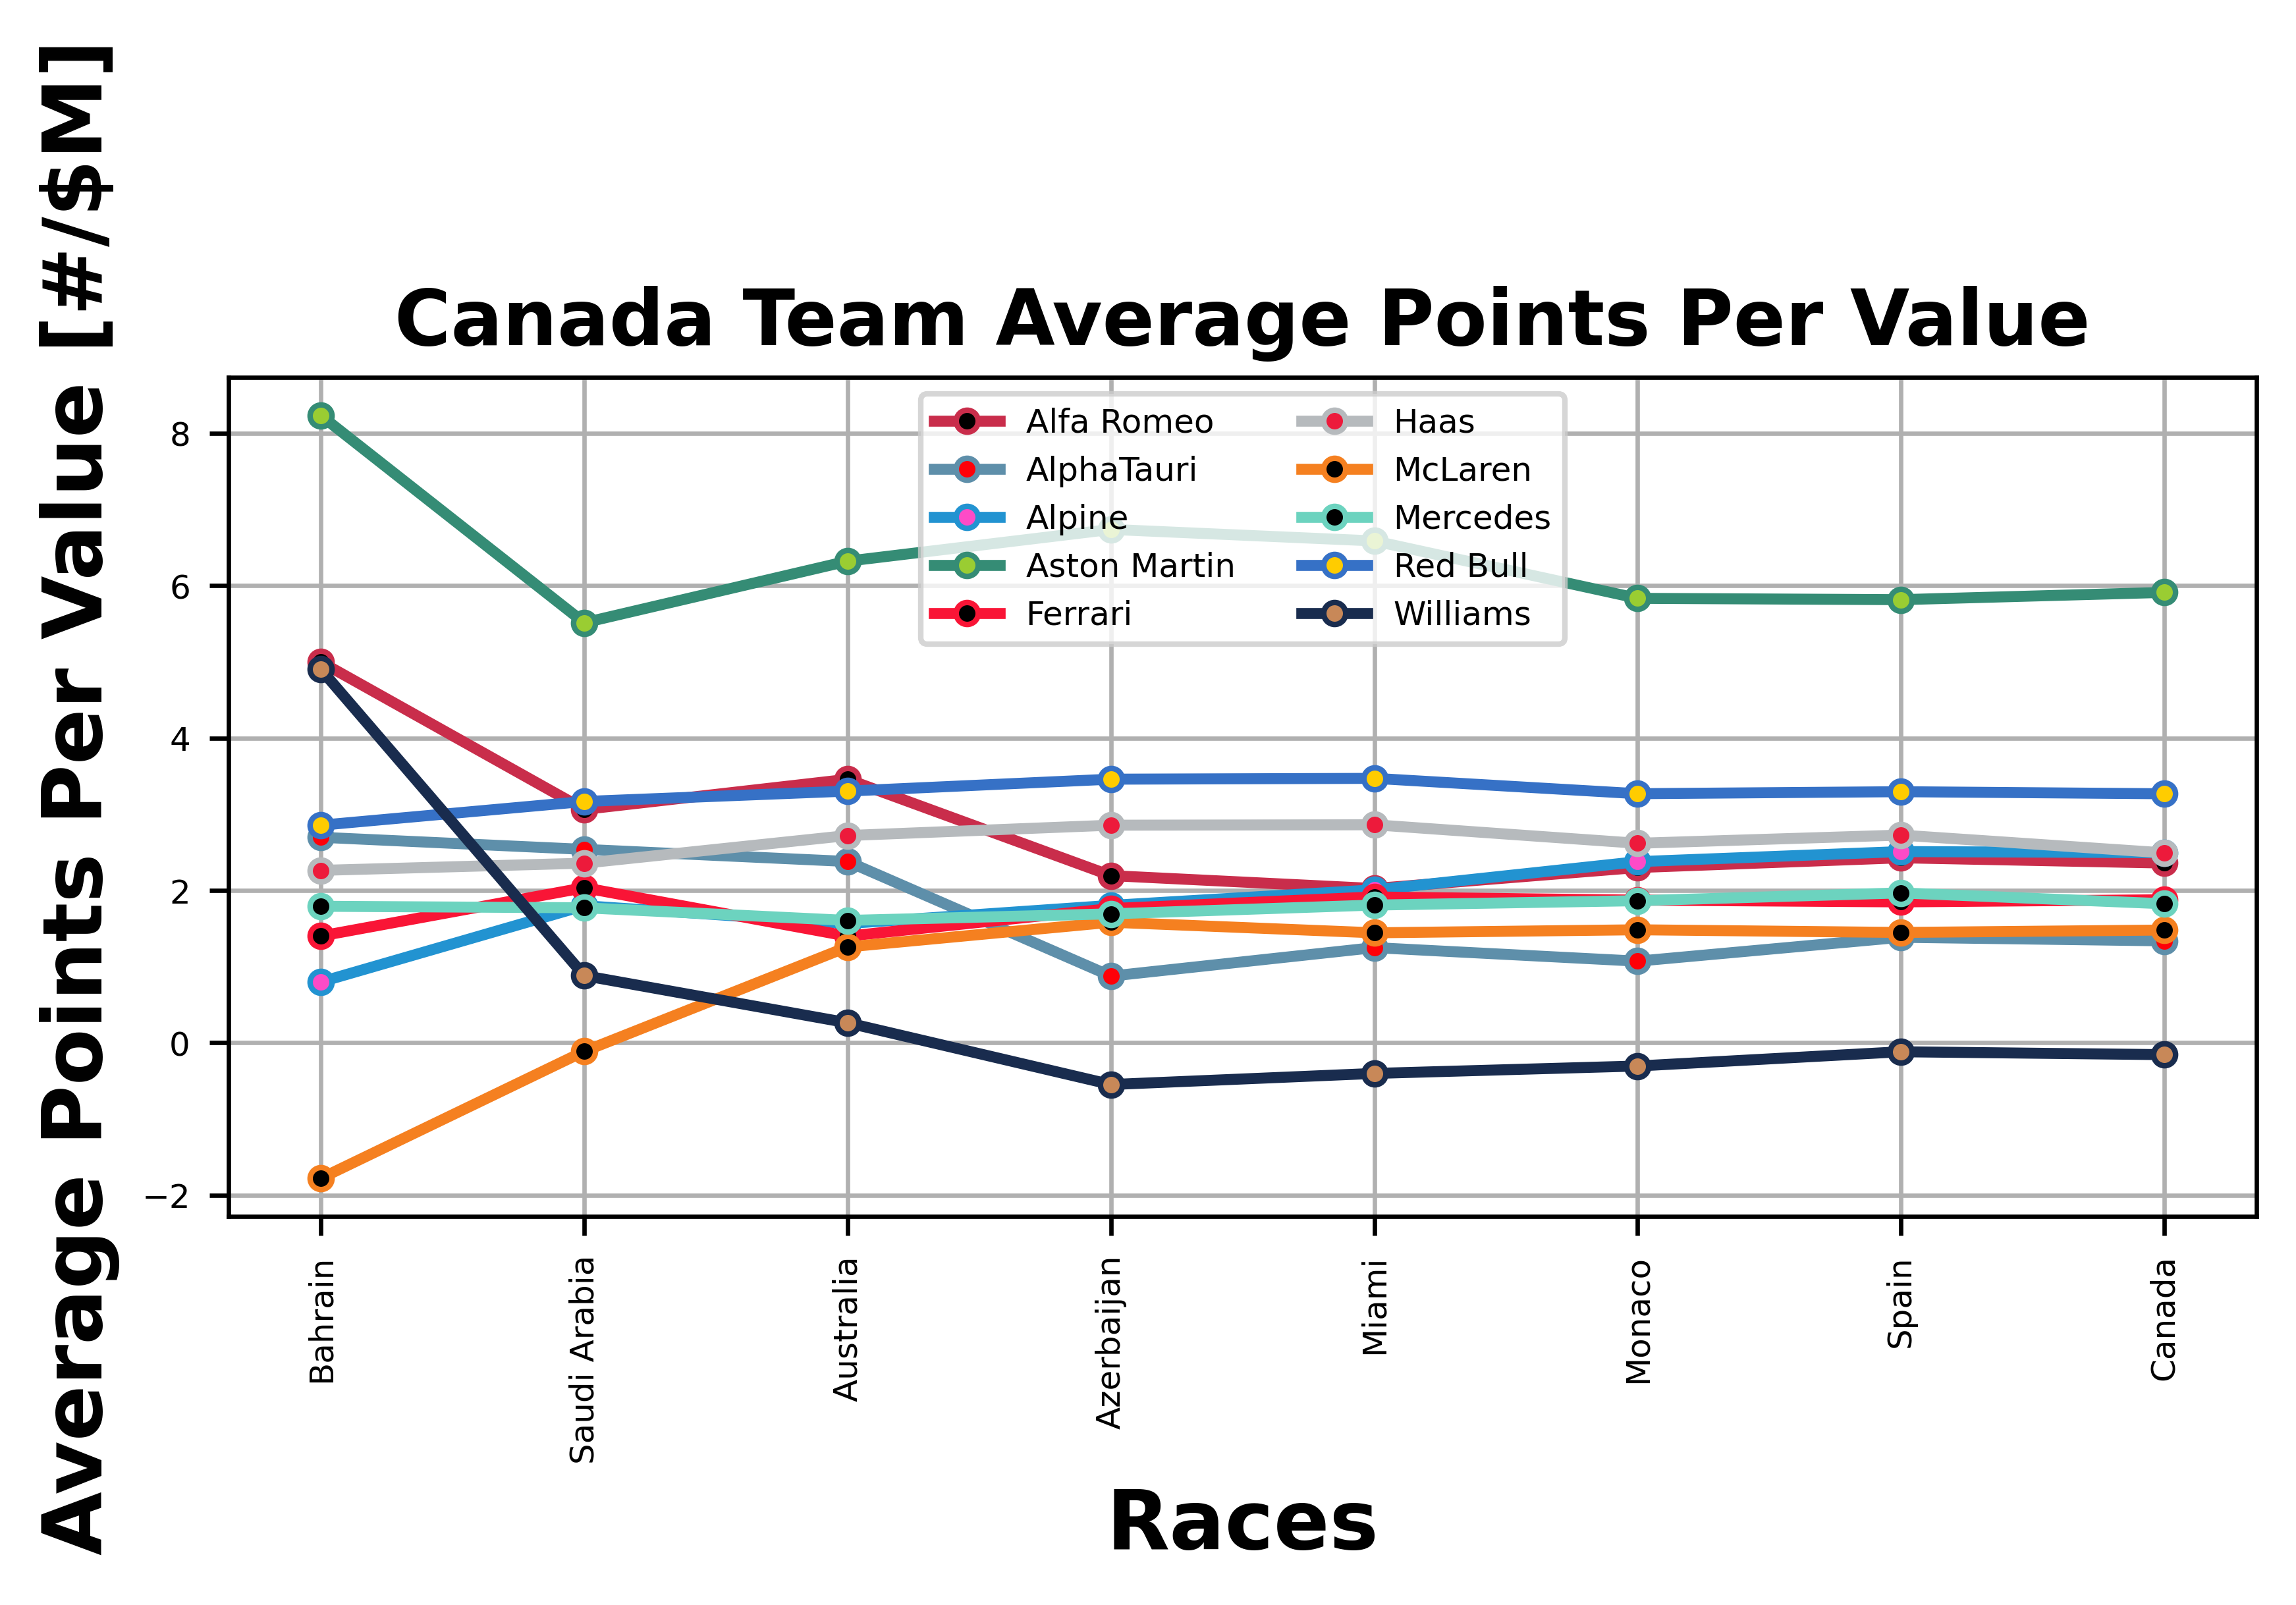 Canada Team Average Points Per Value
Average Points Per Value [#/$M]
8
6
4
2
0
−2
Alfa Romeo
AlphaTauri
Alpine
Aston Martin
Ferrari
Haas
McLaren
Mercedes
Red Bull
Williams
Bahrain
Saudi Arabia
Australia
Azerbaijan
Miami
Monaco
Spain
Canada
Races